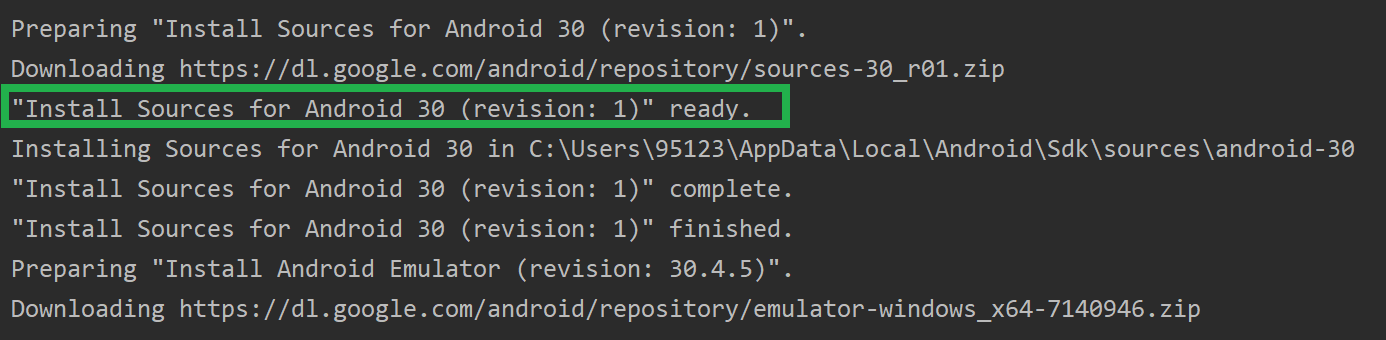 Preparing "Install Sources for Android 30 (revision: 1)".
Downloading https://dl.google.com/android/repository/sources-30_r01.zip
"Install Sources for Android 30 (revision: 1)" ready.
Installing Sources for Android 30 in C:\Users\95123\AppData\Local\Android\Sdk\sources\android-30
"Install Sources for Android 30 (revision: 1)" complete.
"Install Sources for Android 30 (revision: 1)" finished.
Preparing "Install Android Emulator (revision: 30.4.5)".
Downloading https://dl.google.com/android/repository/emulator-windows_x64-7140946.zip